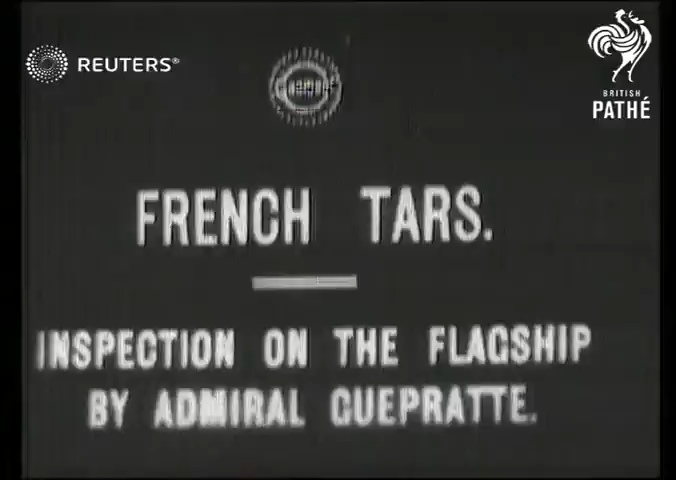 REUTERS®
BRITISH
PATHÉ
FRENCH TARS.
INSPECTION ON THE FLAGSHIP
BY ADMIRAL GUEPRATTE.